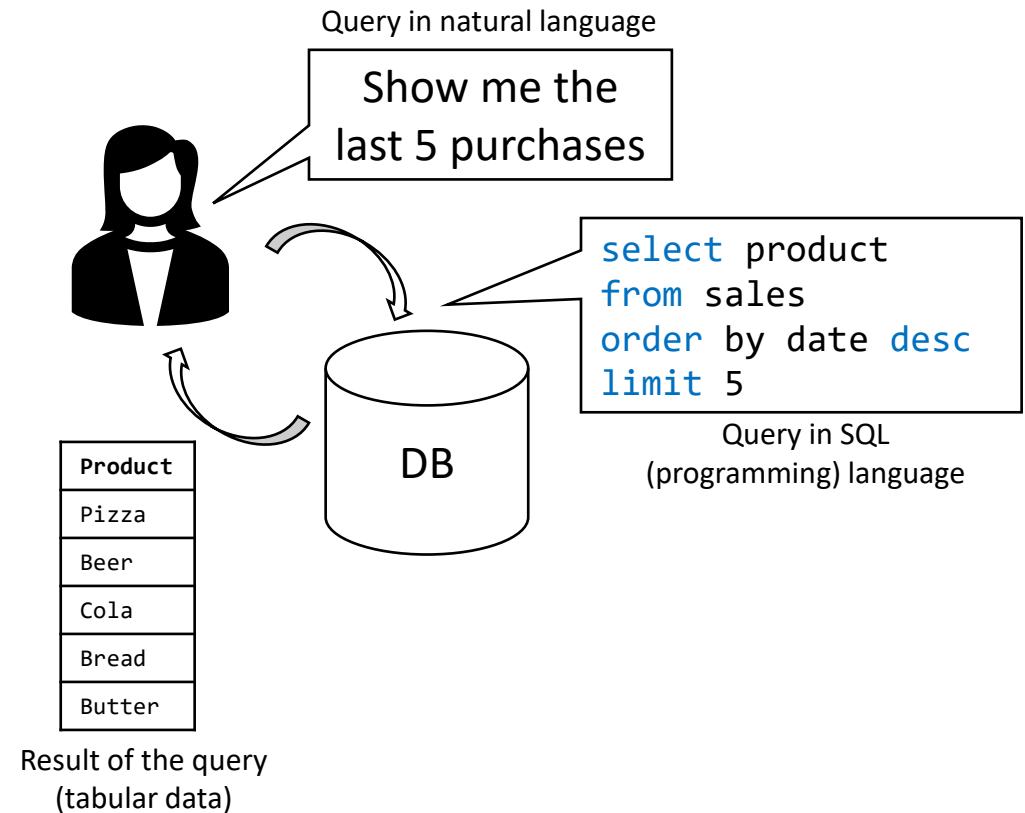 Query in natural language
Show me the
last 5 purchases
select product
from sales
order by date desc
limit 5
Query in SQL
(programming) language
DB
Product
Pizza
Beer
Cola
Bread
Butter
Result of the query
(tabular data)